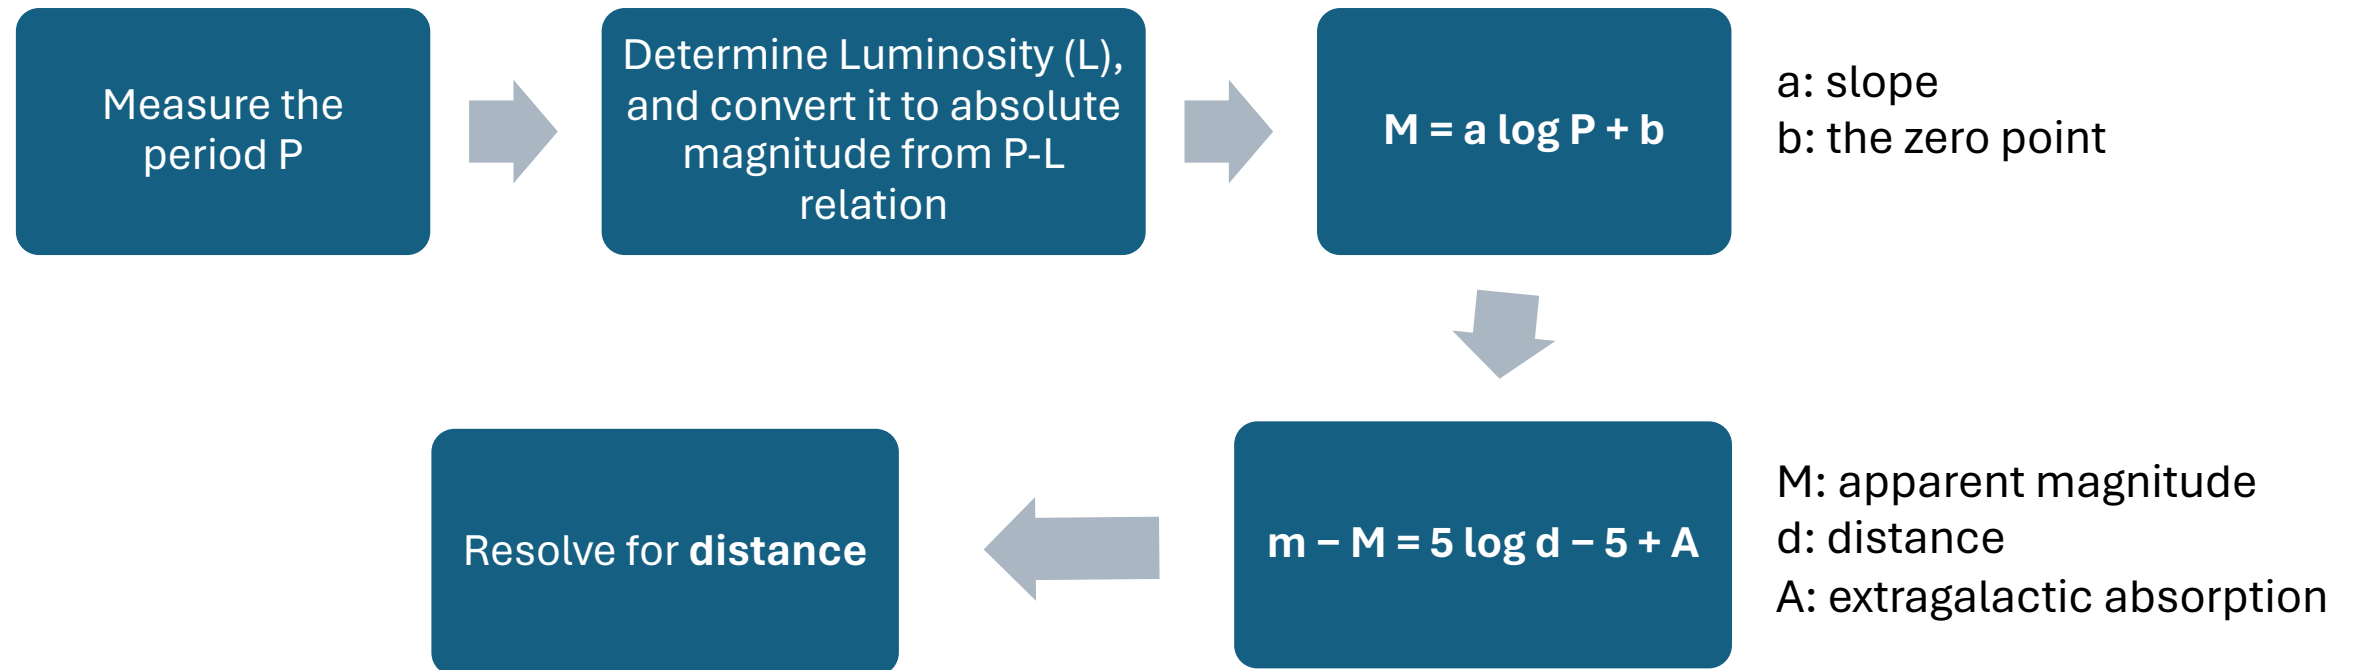 Measure the
period P
Determine Luminosity (L),
and convert it to absolute
magnitude from P-L
relation
M = a log P + b
a: slope
b: the zero point
Resolve for distance
m − M = 5 log d − 5 + A
M: apparent magnitude
d: distance
A: extragalactic absorption